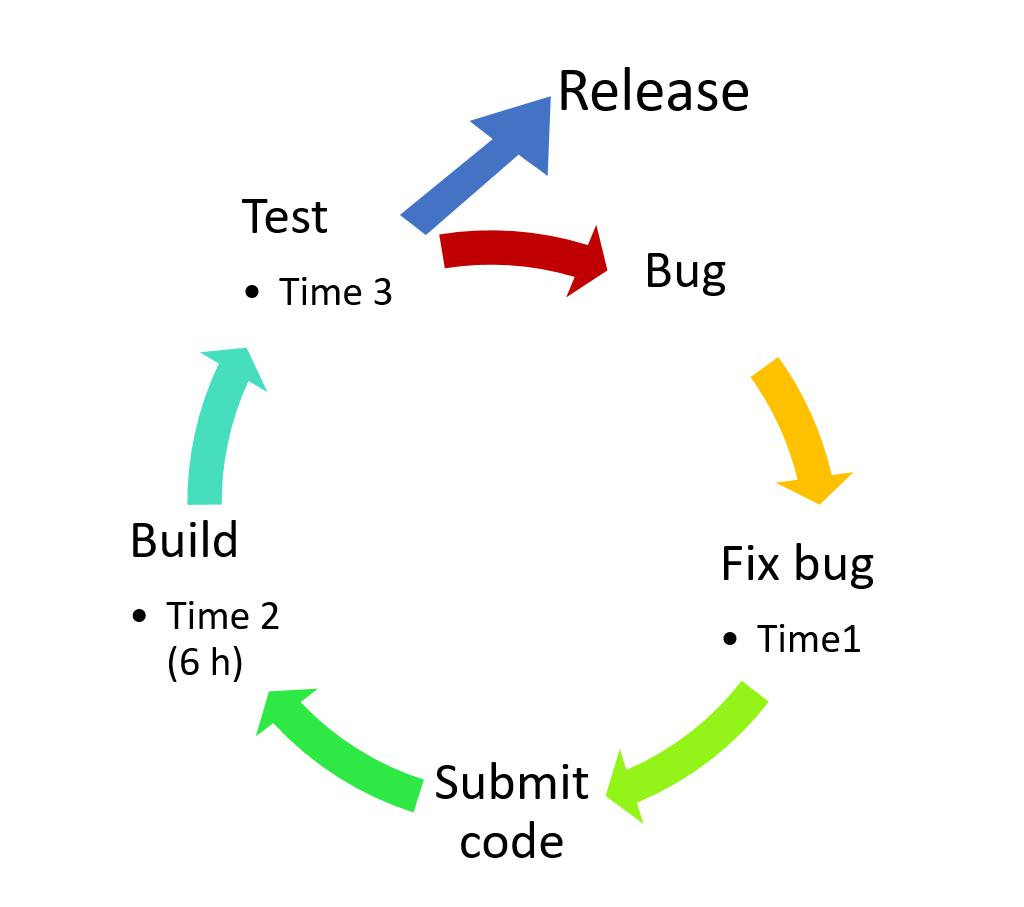 Release
Test
• Time 3
Bug
Build
• Time 2
(6 h)
Fix bug
• Time1
Submit
code